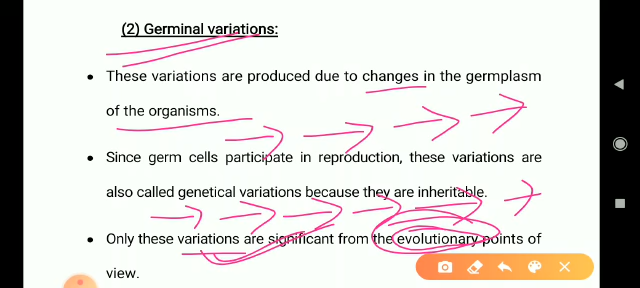 (2) Germinal variations:
• These variations are produced due to changes in the germplasm
of the organisms.
• Since germ cells participate in reproduction, these variations are
also called genetical variations because they are inheritable.
• Only these variations are significant from the evolutionary points of
view.